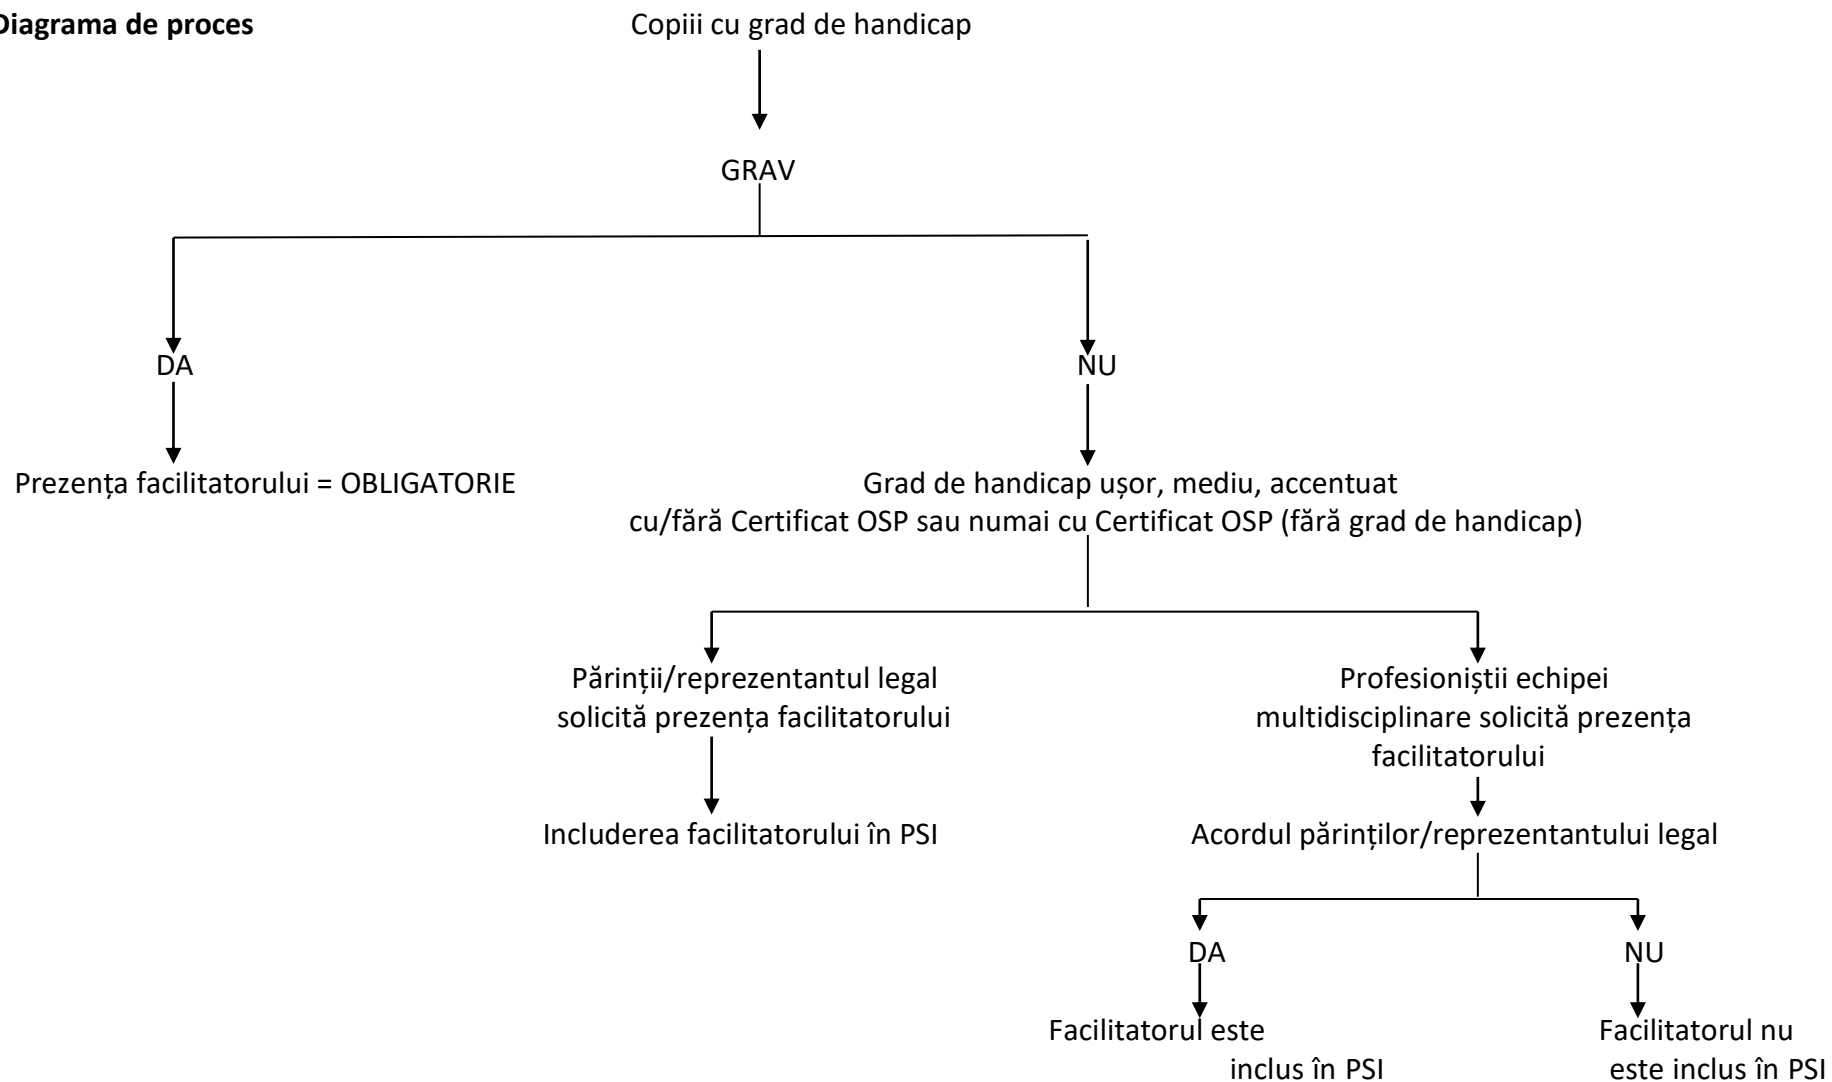 Diagrama de proces
Copiii cu grad de handicap
GRAV
DA
NU
Prezența facilitatorului = OBLIGATORIE
Grad de handicap ușor, mediu, accentuat
cu/fără Certificat OSP sau numai cu Certificat OSP (fără grad de handicap)
Părinții/reprezentantul legal
solicită prezența facilitatorului
Profesioniștii echipei
multidisciplinare solicită prezența
facilitatorului
Includerea facilitatorului în PSI
Acordul părinților/reprezentantului legal
DA
NU
Facilitatorul este
inclus în PSI
Facilitatorul nu
este inclus în PSI